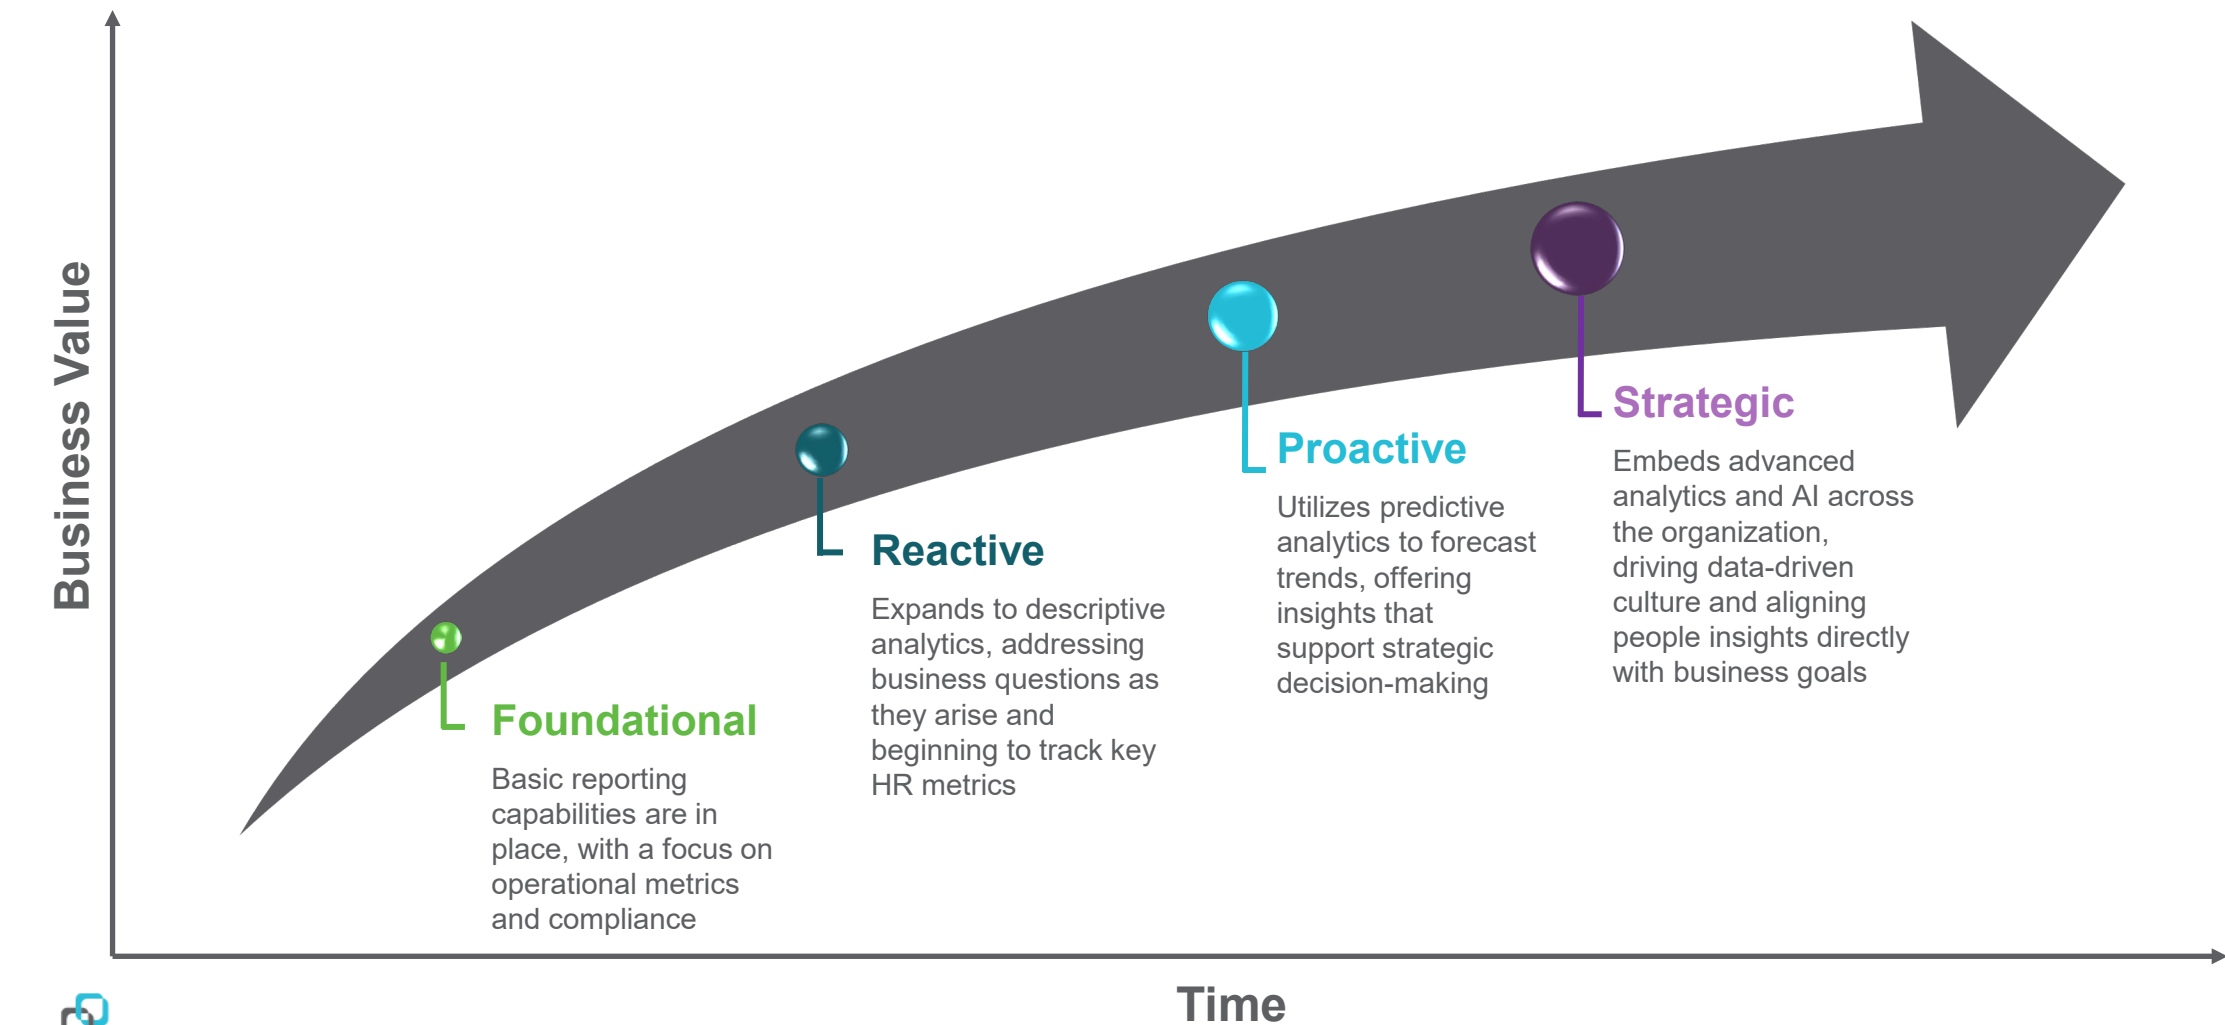 Business Value
Strategic
Embeds advanced
analytics and AI across
the organization,
driving data-driven
culture and aligning
people insights directly
with business goals
Proactive
Utilizes predictive
analytics to forecast
trends, offering
insights that
support strategic
decision-making
Reactive
Expands to descriptive
analytics, addressing
business questions as
they arise and
beginning to track key
HR metrics
Foundational
Basic reporting
capabilities are in
place, with a focus on
operational metrics
and compliance
Time